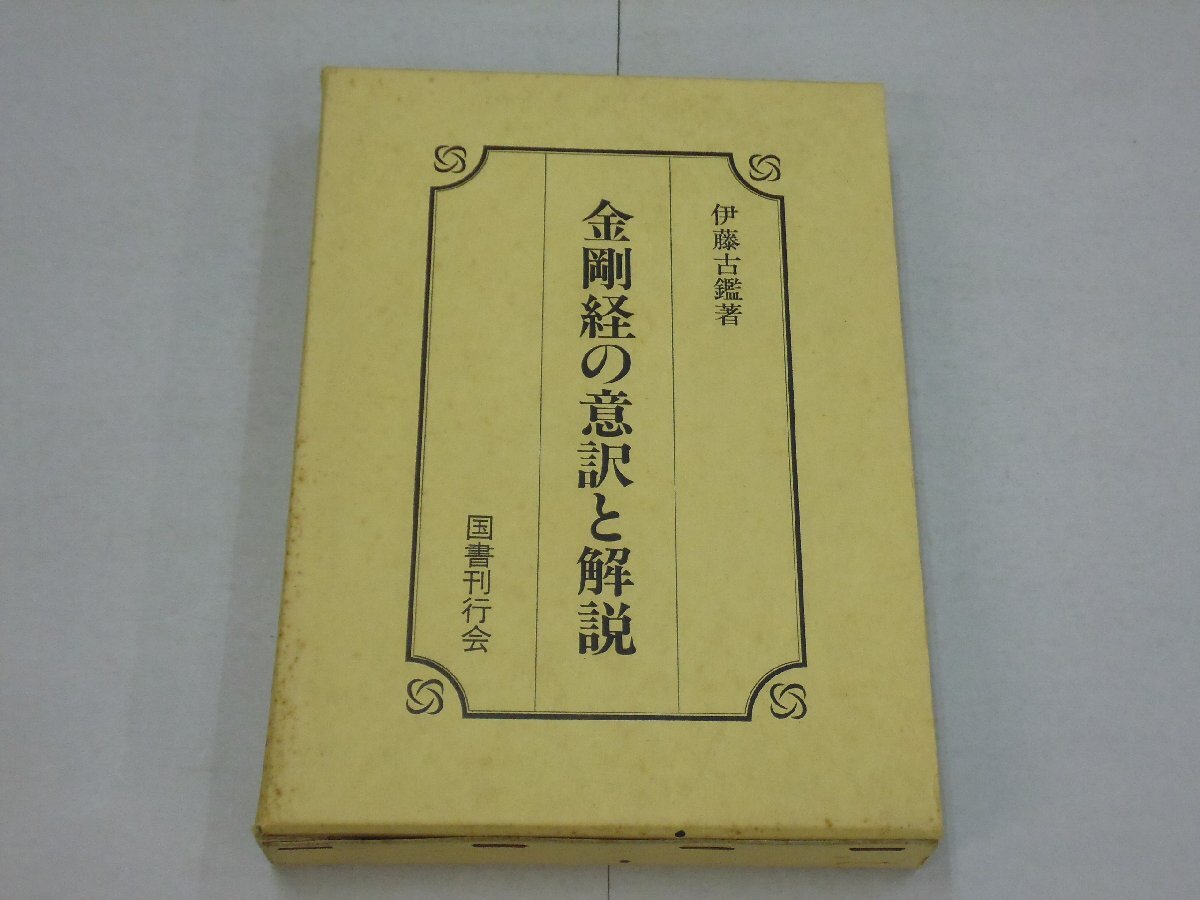 伊藤古鑑著
金剛経の意訳と解説
国書刊行会